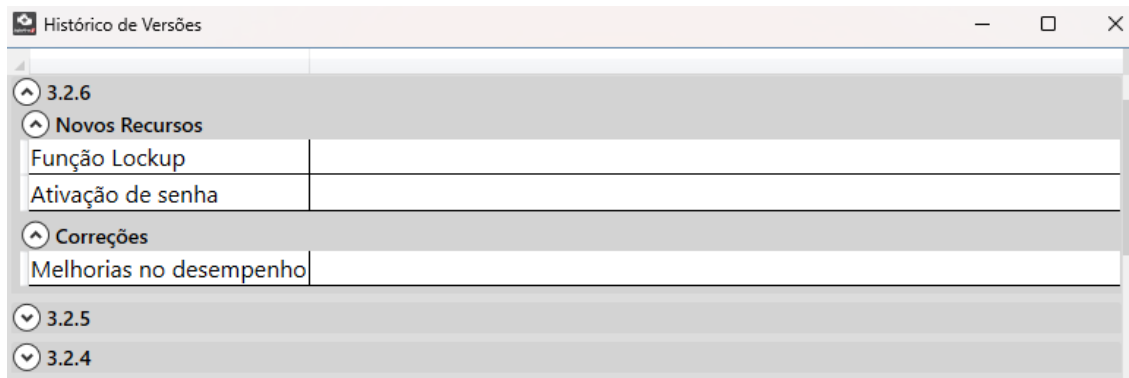 Histórico de Versões
3.2.6
Novos Recursos
Função Lockup
Ativação de senha
Correções
Melhorias no desempenho
3.2.5
3.2.4